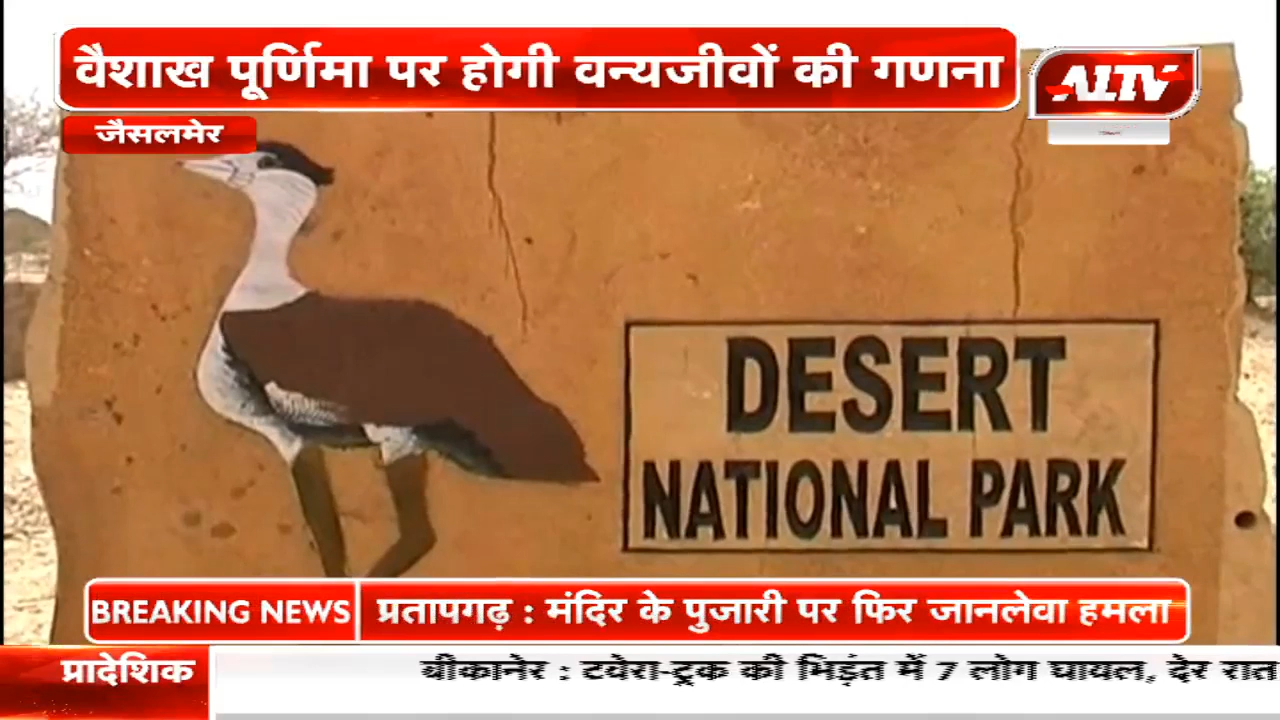 वैशाख पूर्णिमा पर होगी वन्यजीवों की गणना
ALTV
जैसलमेर
DESERT
NATIONAL PARK
BREAKING NEWS
प्रतापगढ़ : मंदिर के पुजारी पर फिर जानलेवा हमला
प्रादेशिक
बीकानेर : टवेरा-ट्रक की भिड़ंत में 7 लोग घायल, देर रात